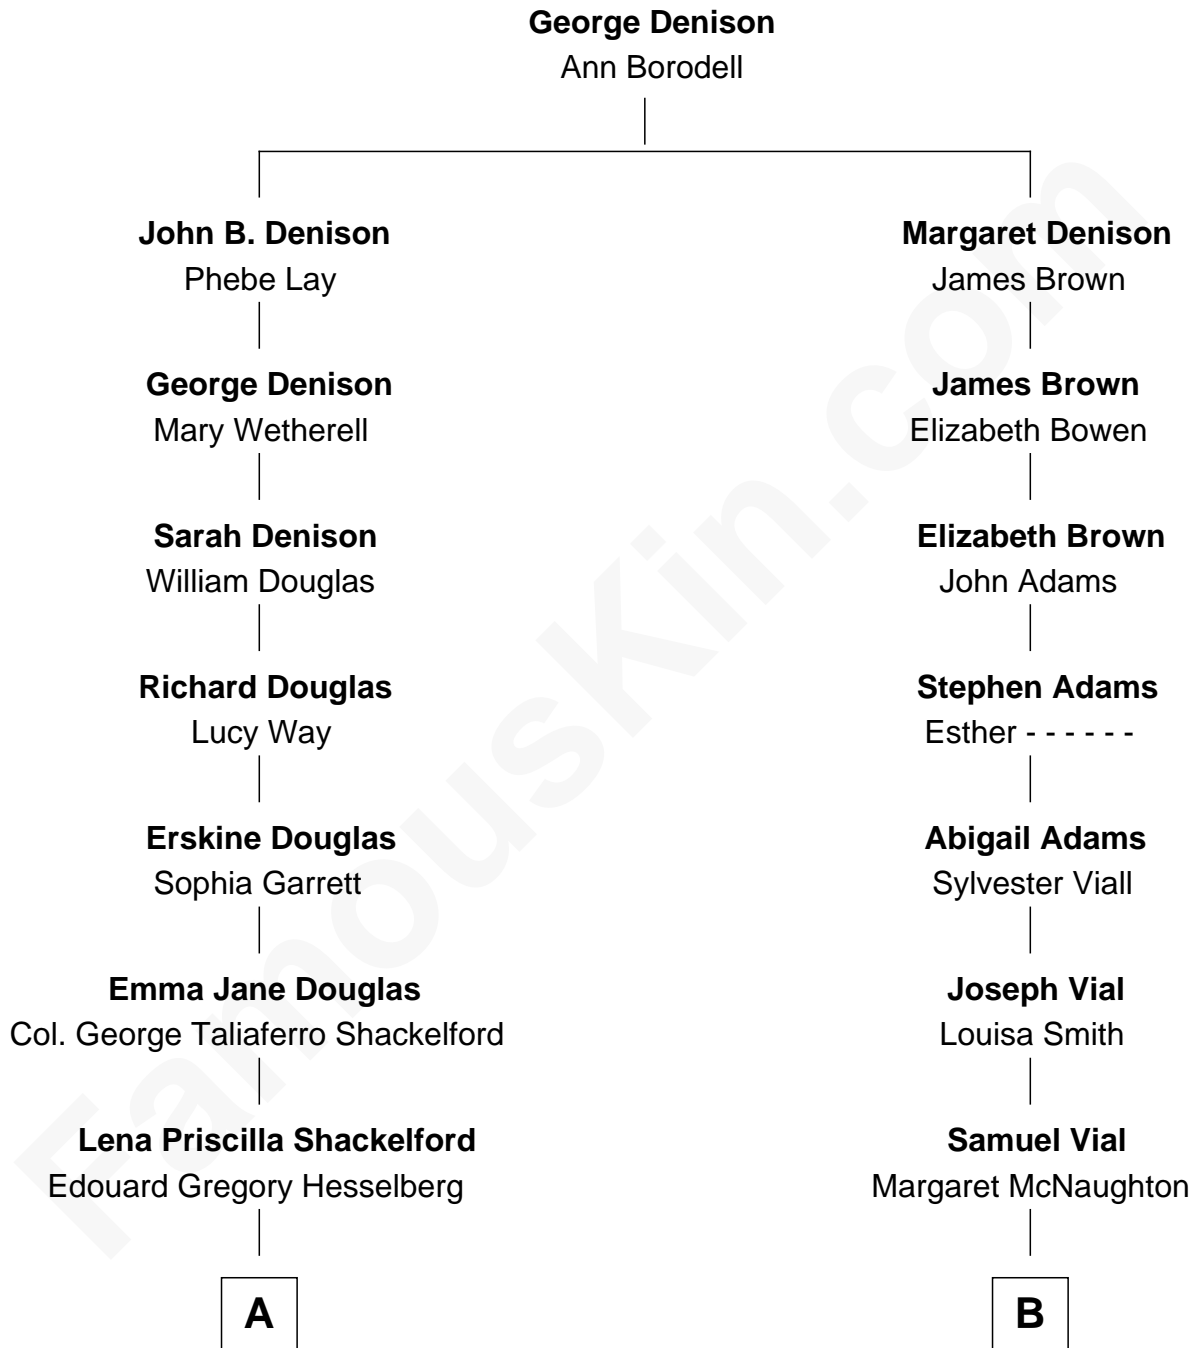 George Denison
Ann Borodell
John B. Denison
Phebe Lay
George Denison
Mary Wetherell
Sarah Denison
William Douglas
Richard Douglas
Lucy Way
Erskine Douglas
Sophia Garrett
Emma Jane Douglas
Col. George Taliaferro Shackelford
Lena Priscilla Shackelford
Edouard Gregory Hesselberg
A
Margaret Denison
James Brown
James Brown
Elizabeth Bowen
Elizabeth Brown
John Adams
Stephen Adams
Esther - - - - - -
Abigail Adams
Sylvester Viall
Joseph Vial
Louisa Smith
Samuel Vial
Margaret McNaughton
B
FamousKin.com